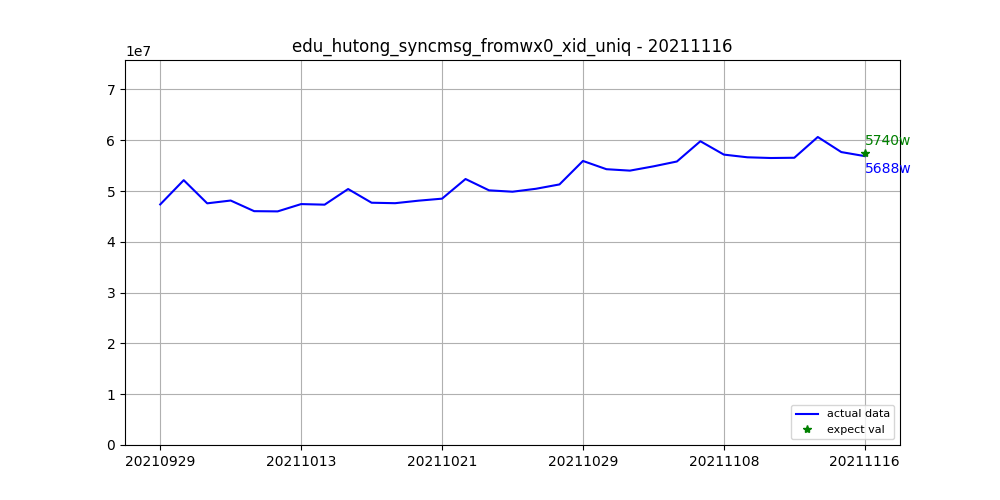 edu_hutong_syncmsg_fromwx0_xid_uniq - 20211116
1e7
7
6
5
4
3
2
1
0
5740w
5688w
actual data
expect val
20210929
20211013
20211021
20211029
20211108
20211116